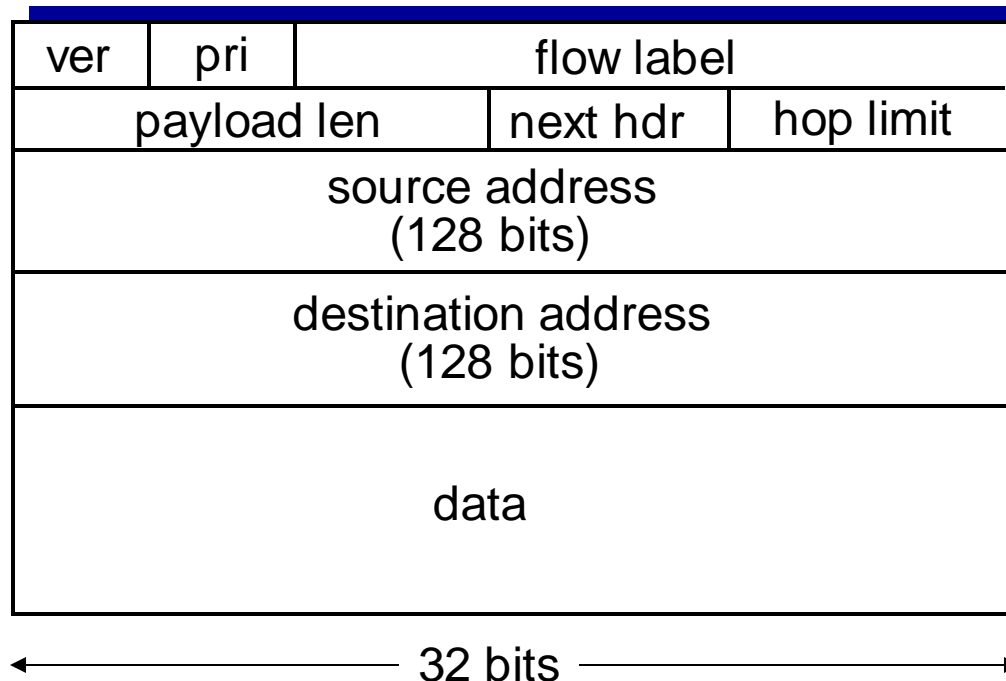 ver pri flow label
payload len next hdr hop limit
source address
(128 bits)
destination address
(128 bits)
data
32 bits